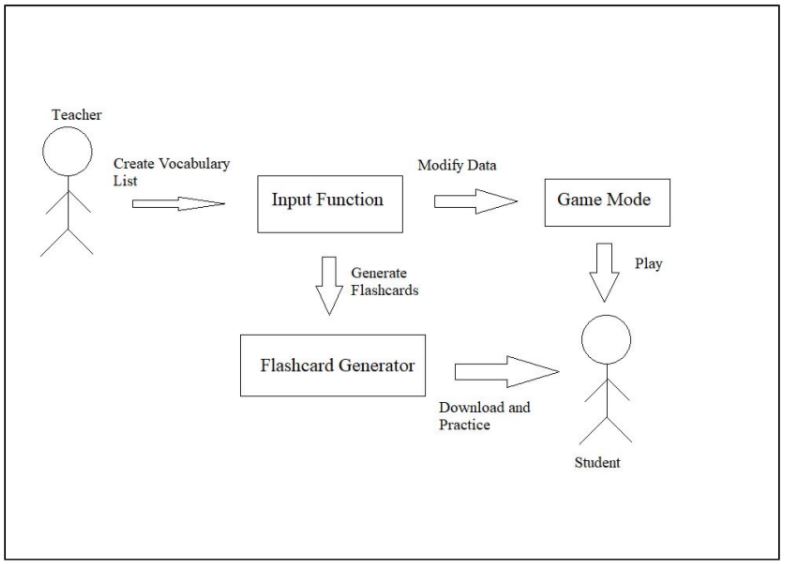 Teacher
Create Vocabulary
List
Input Function
Modify Data
Game Mode
Generate
Flashcards
Play
Flashcard Generator
Download and
Practice
Student